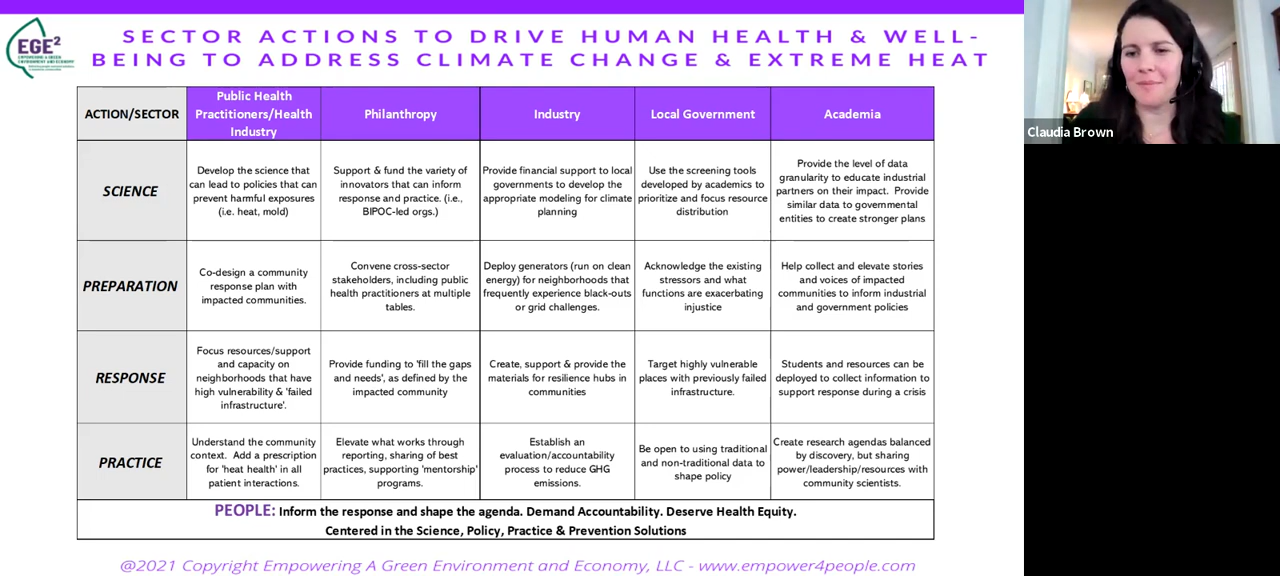 EGE²
EMPOWERING A GREEN
ENVIRONMENT AND ECONOMY
SECTOR ACTIONS TO DRIVE HUMAN HEALTH & WELL-
BEING TO ADDRESS CLIMATE CHANGE & EXTREME HEAT
ACTION/SECTOR
Public Health
Practitioners/Health
Industry
Philanthropy
Industry
Local Government
Academia
SCIENCE
Develop the science that
can lead to policies that can
prevent harmful exposures
(i.e. heat, mold)
Support & fund the variety of
innovators that can inform
response and practice. (i.e.,
BIPOC-led orgs.)
Provide financial support to local
governments to develop the
appropriate modeling for climate
planning
Use the screening tools
developed by academics to
prioritize and focus resource
distribution
Provide the level of data
granularity to educate industrial
partners on their impact. Provide
similar data to governmental
entities to create stronger plans
PREPARATION
Co-design a community
response plan with
impacted communities.
Convene cross-sector
stakeholders, including public
health practitioners at multiple
tables.
Deploy generators (run on clean
energy) for neighborhoods that
frequently experience black-outs
or grid challenges.
Acknowledge the existing
stressors and what
functions are exacerbating
injustice
Help collect and elevate stories
and voices of impacted
communities to inform industrial
and government policies
RESPONSE
Focus resources/support
and capacity on
neighborhoods that have
high vulnerability & 'failed
infrastructure'.
Provide funding to 'fill the gaps
and needs', as defined by the
impacted community
Create, support & provide the
materials for resilience hubs in
communities
Target highly vulnerable
places with previously failed
infrastructure.
Students and resources can be
deployed to collect information to
support response during a crisis
PRACTICE
Understand the community
context. Add a prescription
for 'heat health' in all
patient interactions.
Elevate what works through
reporting, sharing of best
practices, supporting 'mentorship'
programs.
Establish an
evaluation/accountability
process to reduce GHG
emissions.
Be open to using traditional
and non-traditional data to
shape policy
Create research agendas balanced
by discovery, but sharing
power/leadership/resources with
community scientists.
PEOPLE: Inform the response and shape the agenda. Demand Accountability. Deserve Health Equity.
Centered in the Science, Policy, Practice & Prevention Solutions
@2021 Copyright Empowering A Green Environment and Economy, LLC - www.empower4people.com
Claudia Brown